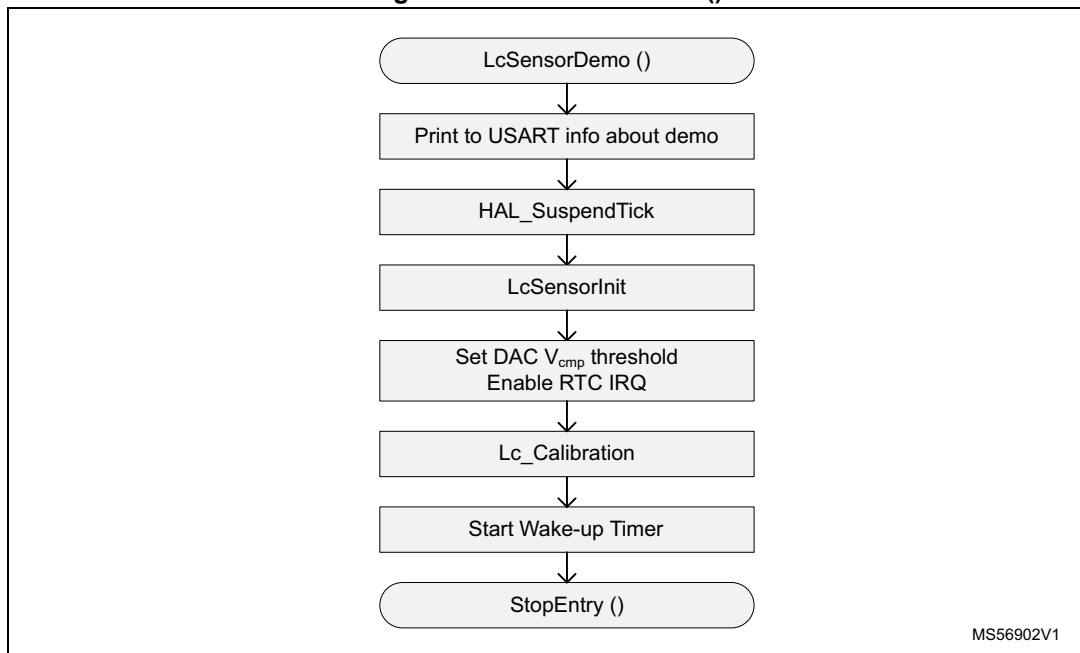 LcSensorDemo ()
Print to USART info about demo
HAL_SuspendTick
LcSensorInit
Set DAC Vcmp threshold
Enable RTC IRQ
Lc_Calibration
Start Wake-up Timer
StopEntry ()
MS56902V1